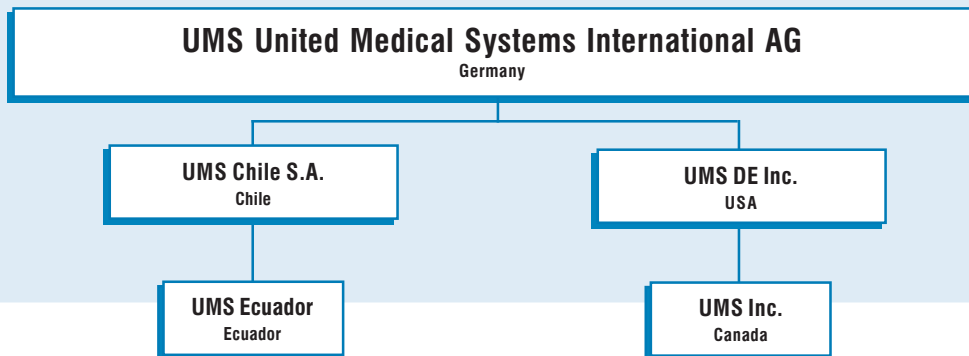 UMS United Medical Systems International AG
Germany
UMS Chile S.A.
Chile
UMS DE Inc.
USA
UMS Ecuador
Ecuador
UMS Inc.
Canada